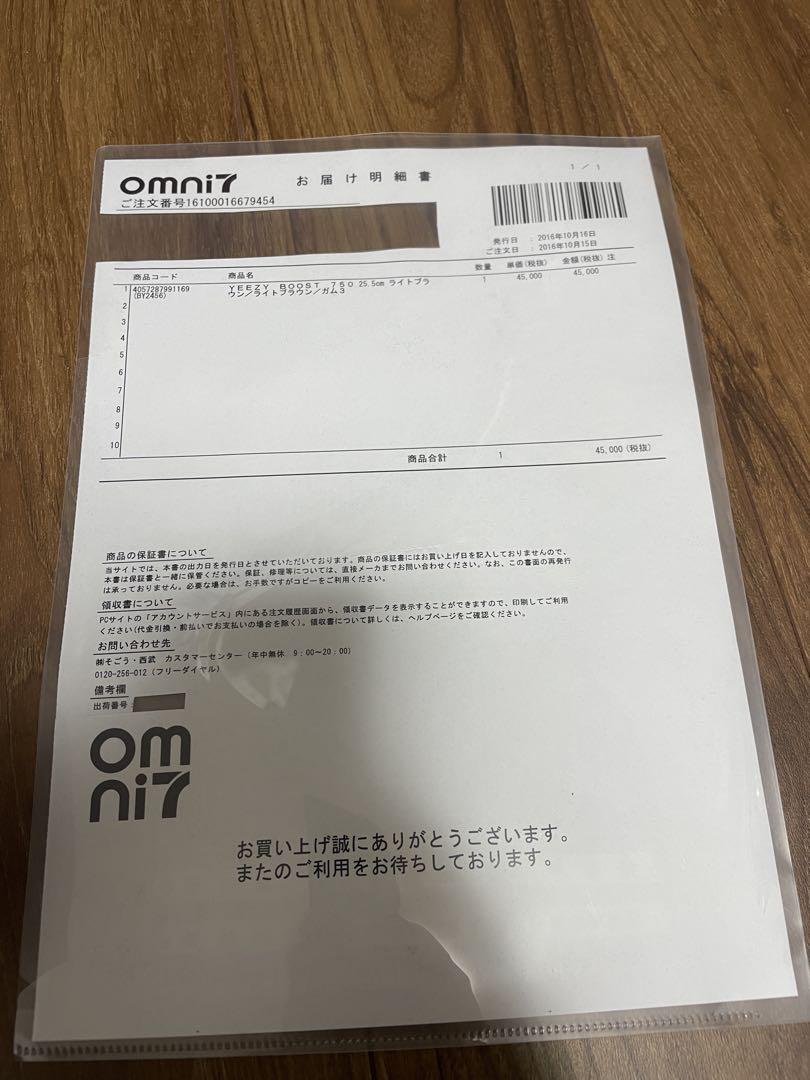 omni7 お届け明細書 1 / 1
ご注文番号16100016679454
発行日 : 2016年10月16日
ご注文日 : 2016年10月15日
商品コード 商品名 数量 単価(税抜) 金額(税抜) 注
1 4057287991169 YEEZY BOOST 750 25.5cm ライトブラ 1 45,000 45,000
(BY2456) ウン/ライトブラウン/ガム3
2
3
4
5
6
7
8
9
10
商品合計 1 45,000(税抜)
商品の保証書について
当サイトでは、本書の出力日を発行日とさせていただいております。商品の保証書にはお買い上げ日を記入しておりませんので、
本書は保証書と一緒に保管ください。保証、修理等については、直接メーカまでお問い合わせください。なお、この書面の再発行
は承っておりません。必要な場合は、お手数ですがコピーをご利用ください。
領収書について
PCサイトの「アカウントサービス」内にある注文履歴画面から、領収書データを表示することができますので、印刷してご利用
ください(代金引換・前払いでお支払いの場合を除く)。領収書について詳しくは、ヘルプページをご確認ください。
お問い合わせ先
㈱そごう・西武 カスタマーセンター(年中無休 9:00~20:00)
0120-256-012(フリーダイヤル)
備考欄
出荷番号:
om
ni7
お買い上げ誠にありがとうございます。
またのご利用をお待ちしております。